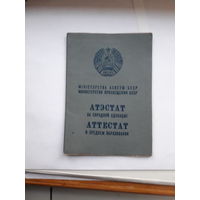 МІНІСТЭРСТВА АСВЕТЫ БССР
МИНИСТЕРСТВО ПРОСВЕЩЕНИЯ БССР
АТЭСТАТ
АБ СЯРЭДНЯЙ АДУКАЦЫІ
АТТЕСТАТ
О СРЕДНЕМ ОБРАЗОВАНИИ